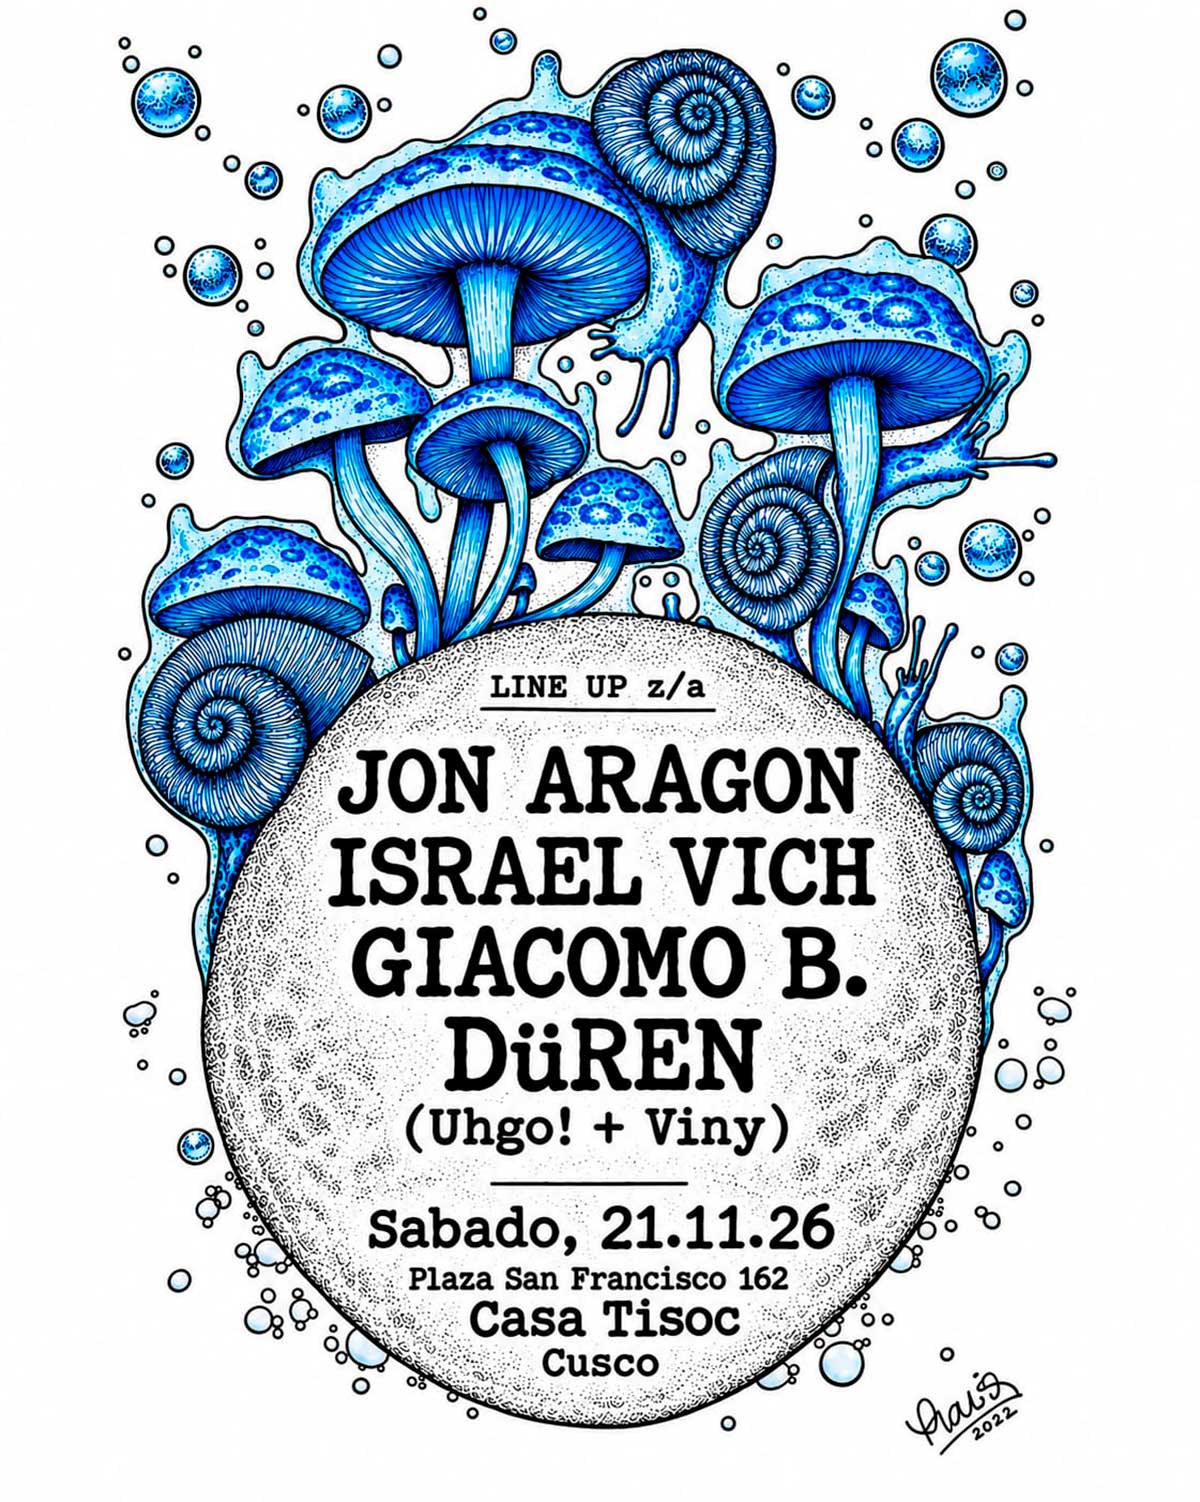 LINE UP z/a
JON ARAGON
ISRAEL VICH
GIACOMO B.
DüREN
(Uhgo! + Viny)
Sabado, 21.11.26
Plaza San Francisco 162
Casa Tisoc
Cusco
2022